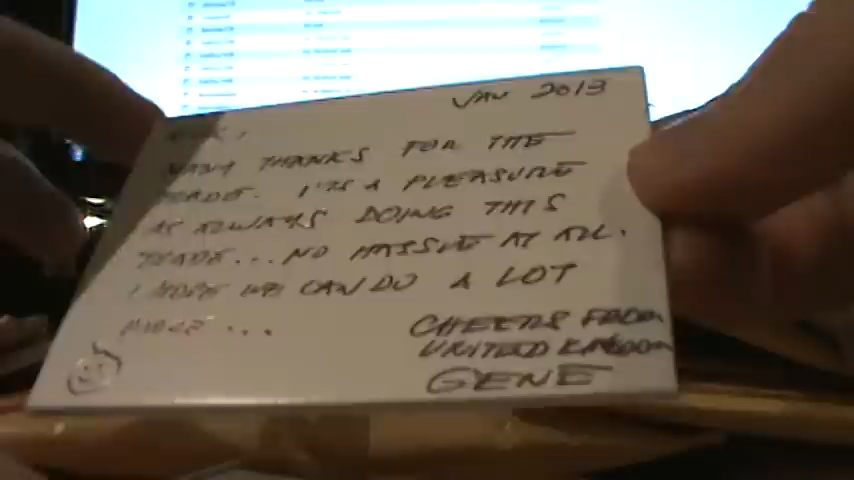 JAN 2013
MANY THANKS FOR THE
TRADE. IT'S A PLEASURE
AS ALWAYS DOING THIS
TRADE... NO HASSLE AT ALL.
I HOPE WE CAN DO A LOT
MORE ...
CHEERS FROM
UNITED KINGDOM
GENE